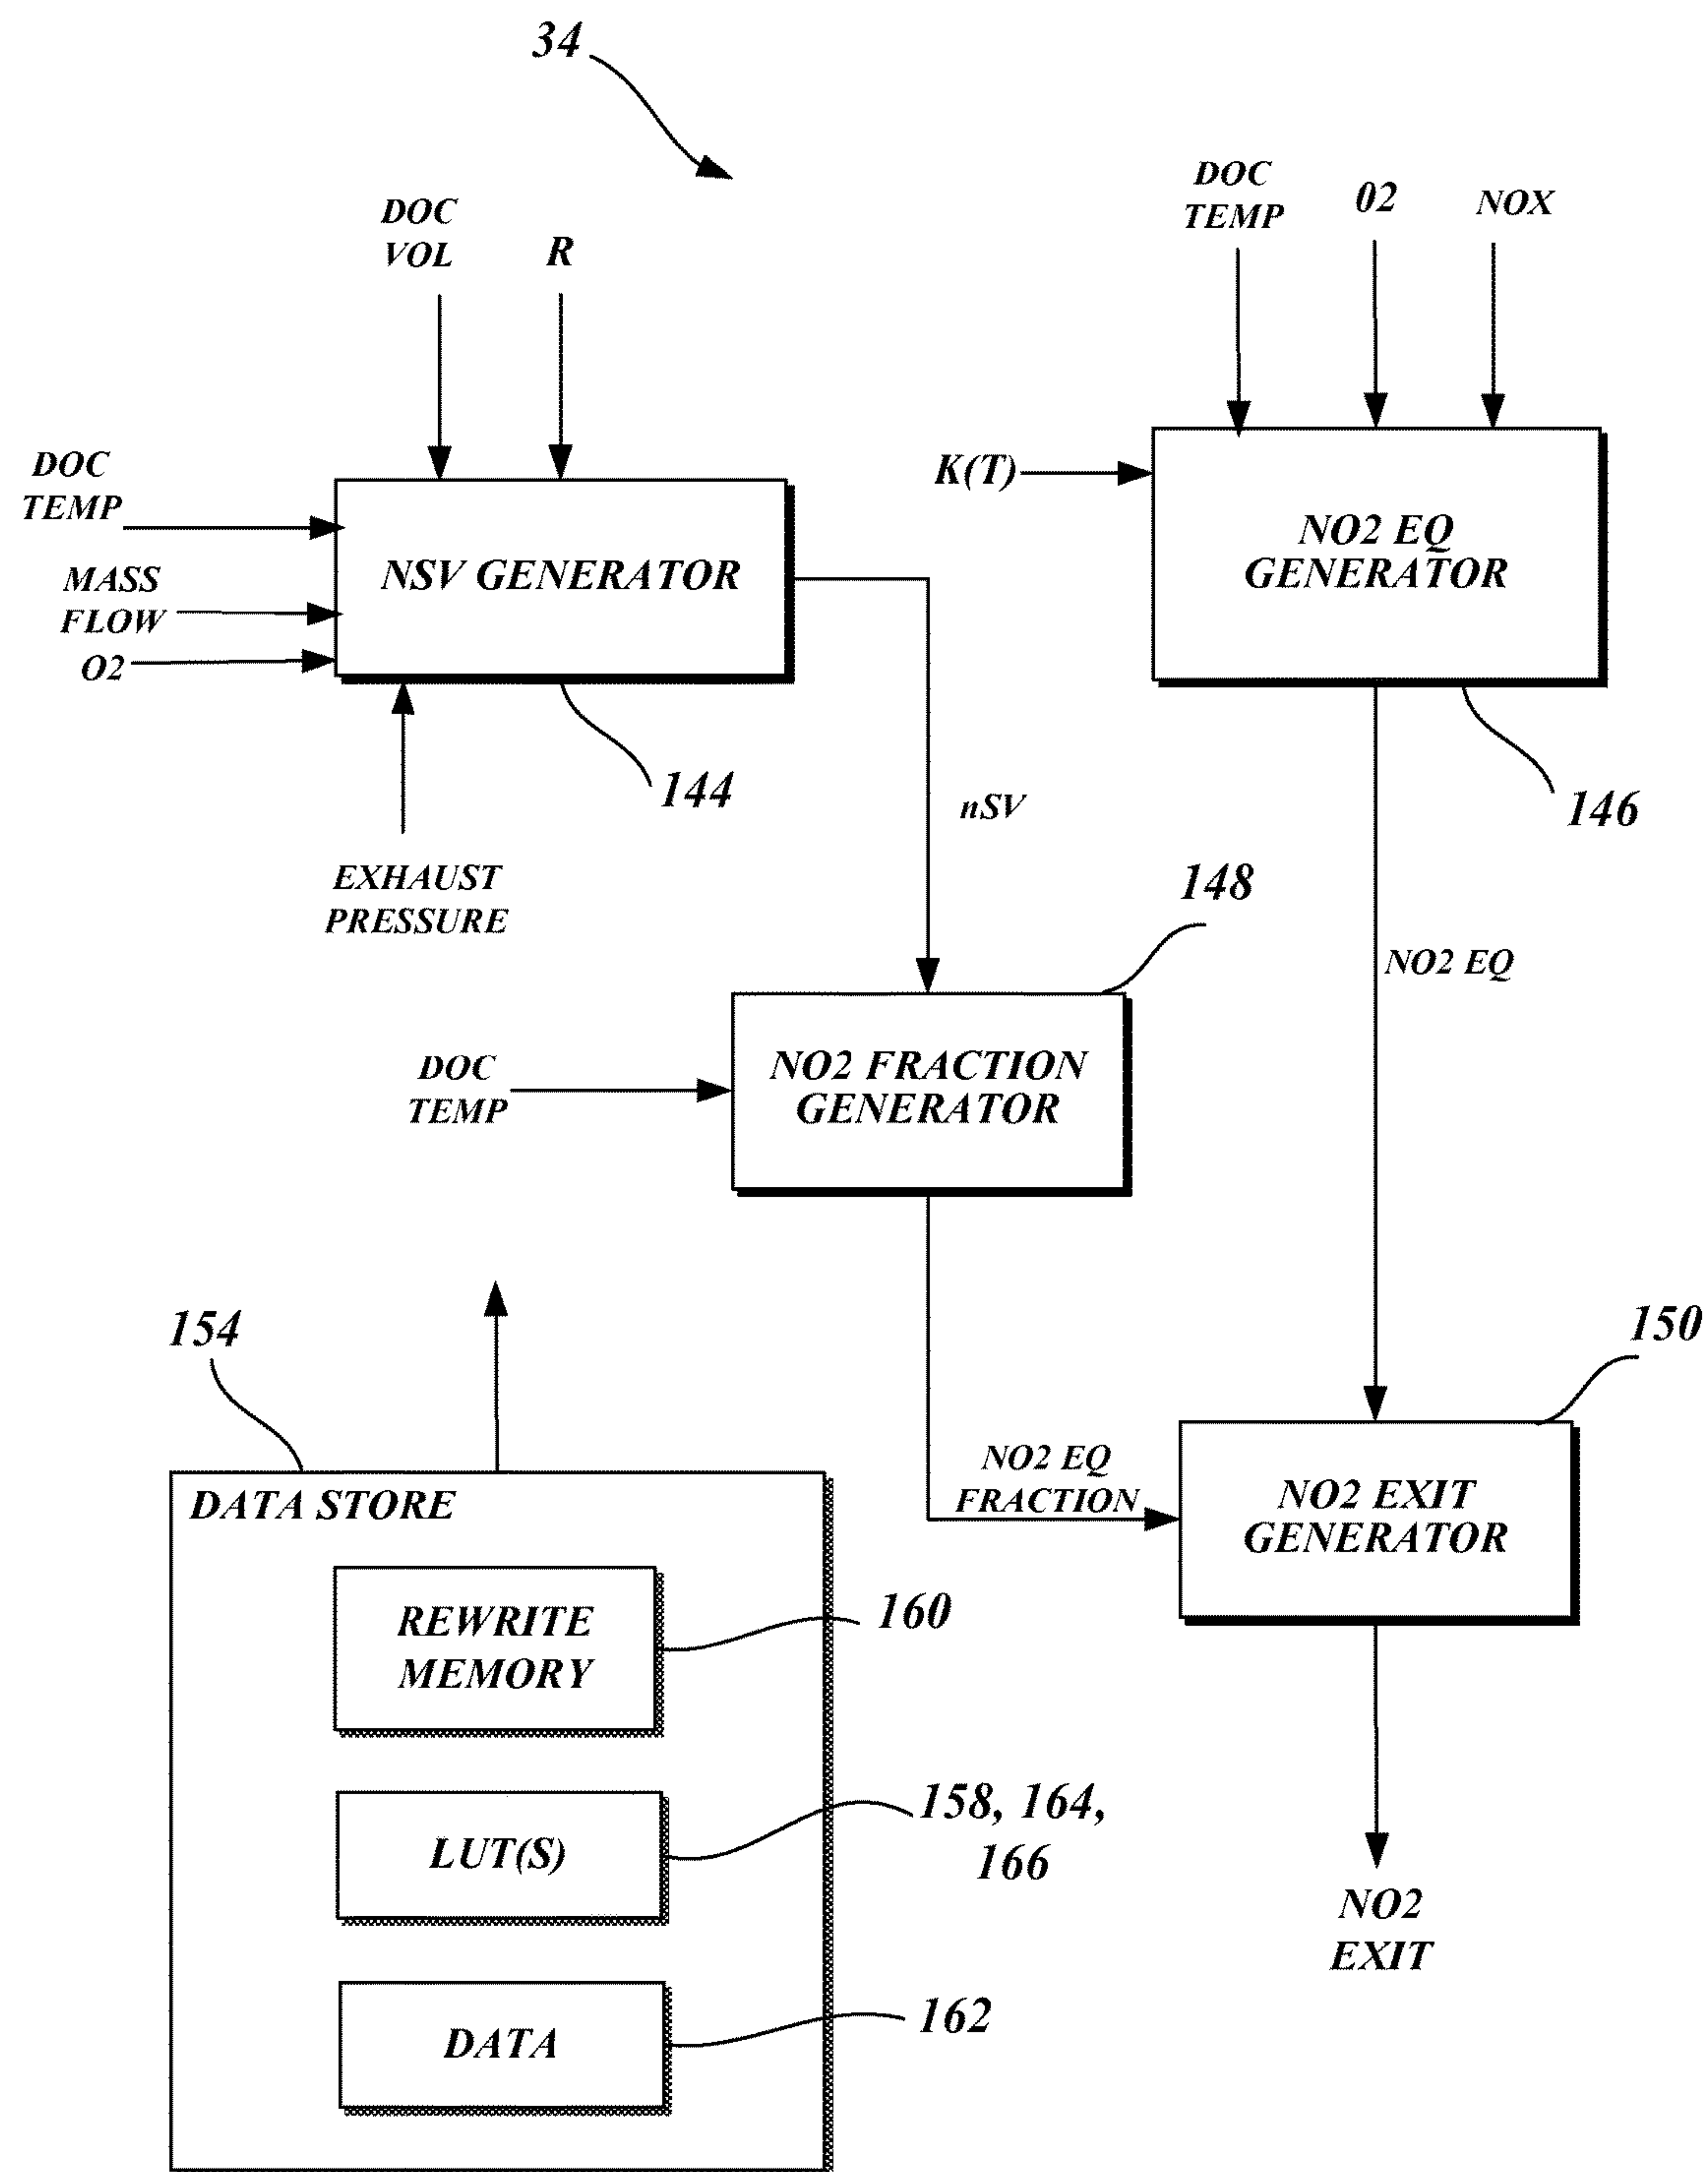 34
DOC
TEMP
02
NOX
DOC
VOL
R
K(T)
DOC
TEMP
MASS
FLOW
O2
NSV GENERATOR
NO2 EQ
GENERATOR
144
146
nSV
EXHAUST
PRESSURE
148
NO2 EQ
DOC
TEMP
NO2 FRACTION
GENERATOR
154
150
NO2 EQ
FRACTION
NO2 EXIT
GENERATOR
DATA STORE
REWRITE
MEMORY
160
LUT(S)
158, 164,
166
NO2
EXIT
DATA
162